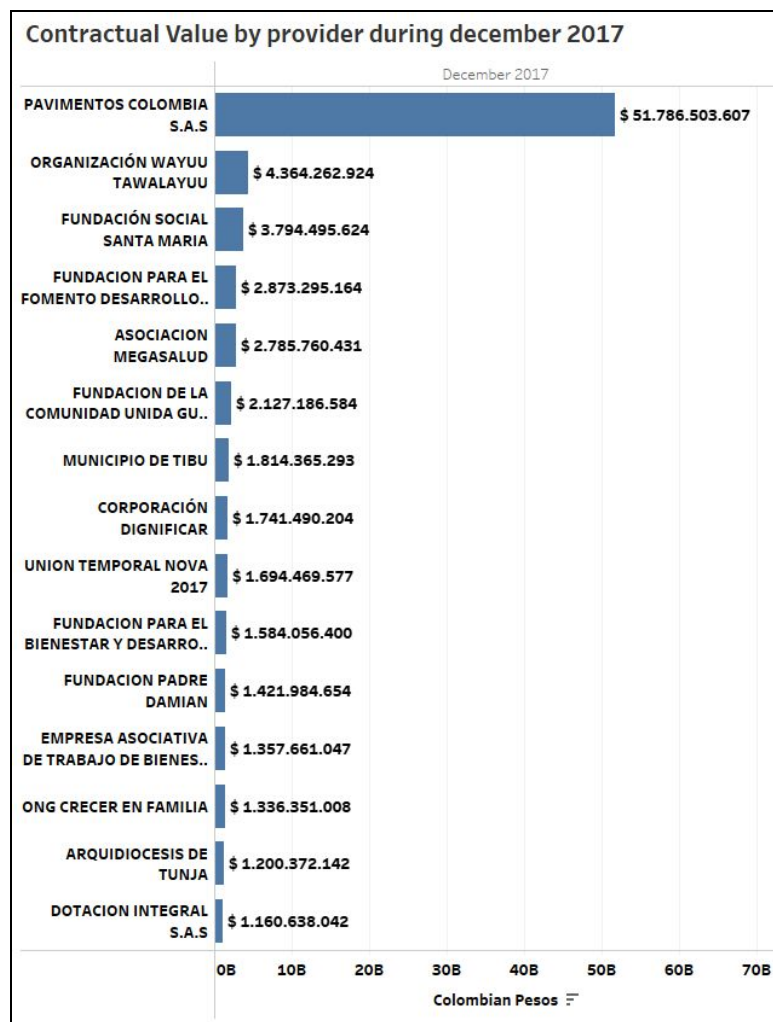 Contractual Value by provider during december 2017
December 2017
PAVIMENTOS COLOMBIA
S.A.S
$ 51.786.503.607
ORGANIZACIÓN WAYUU
TAWALAYUU
$ 4.364.262.924
FUNDACIÓN SOCIAL
SANTA MARIA
$ 3.794.495.624
FUNDACION PARA EL
FOMENTO DESARROLLO..
$ 2.873.295.164
ASOCIACION
MEGASALUD
$ 2.785.760.431
FUNDACION DE LA
COMUNIDAD UNIDA GU..
$ 2.127.186.584
MUNICIPIO DE TIBU
$ 1.814.365.293
CORPORACIÓN
DIGNIFICAR
$ 1.741.490.204
UNION TEMPORAL NOVA
2017
$ 1.694.469.577
FUNDACION PARA EL
BIENESTAR Y DESARRO..
$ 1.584.056.400
FUNDACION PADRE
DAMIAN
$ 1.421.984.654
EMPRESA ASOCIATIVA
DE TRABAJO DE BIENES..
$ 1.357.661.047
ONG CRECER EN FAMILIA
$ 1.336.351.008
ARQUIDIOCESIS DE
TUNJA
$ 1.200.372.142
DOTACION INTEGRAL
S.A.S
$ 1.160.638.042
0B 10B 20B 30B 40B 50B 60B 70B
Colombian Pesos